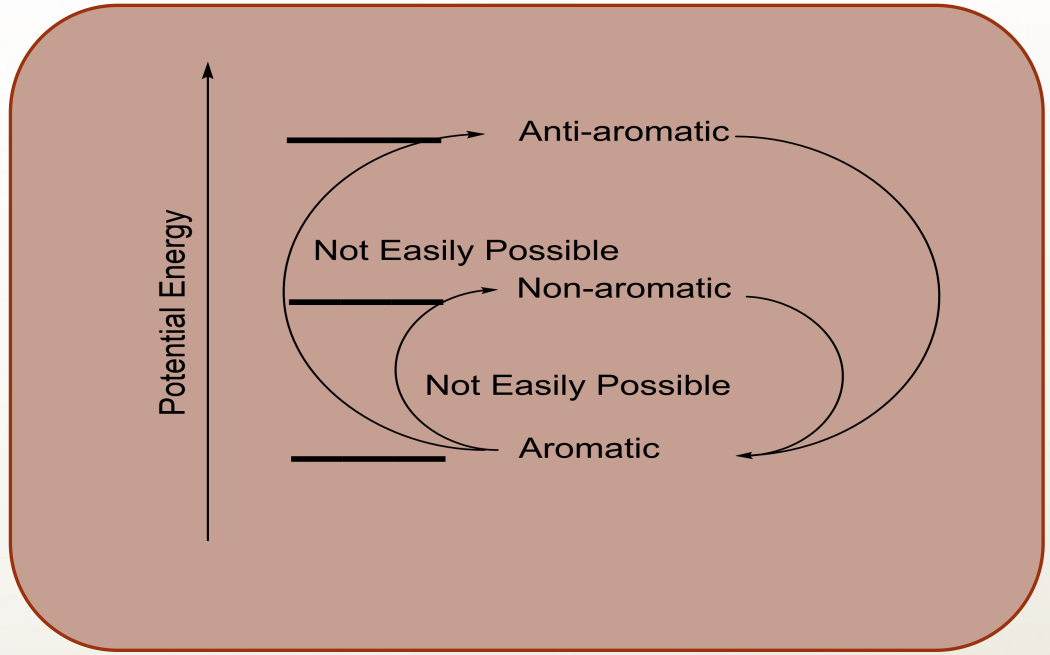 Potential Energy
Anti-aromatic
Not Easily Possible
Non-aromatic
Not Easily Possible
Aromatic